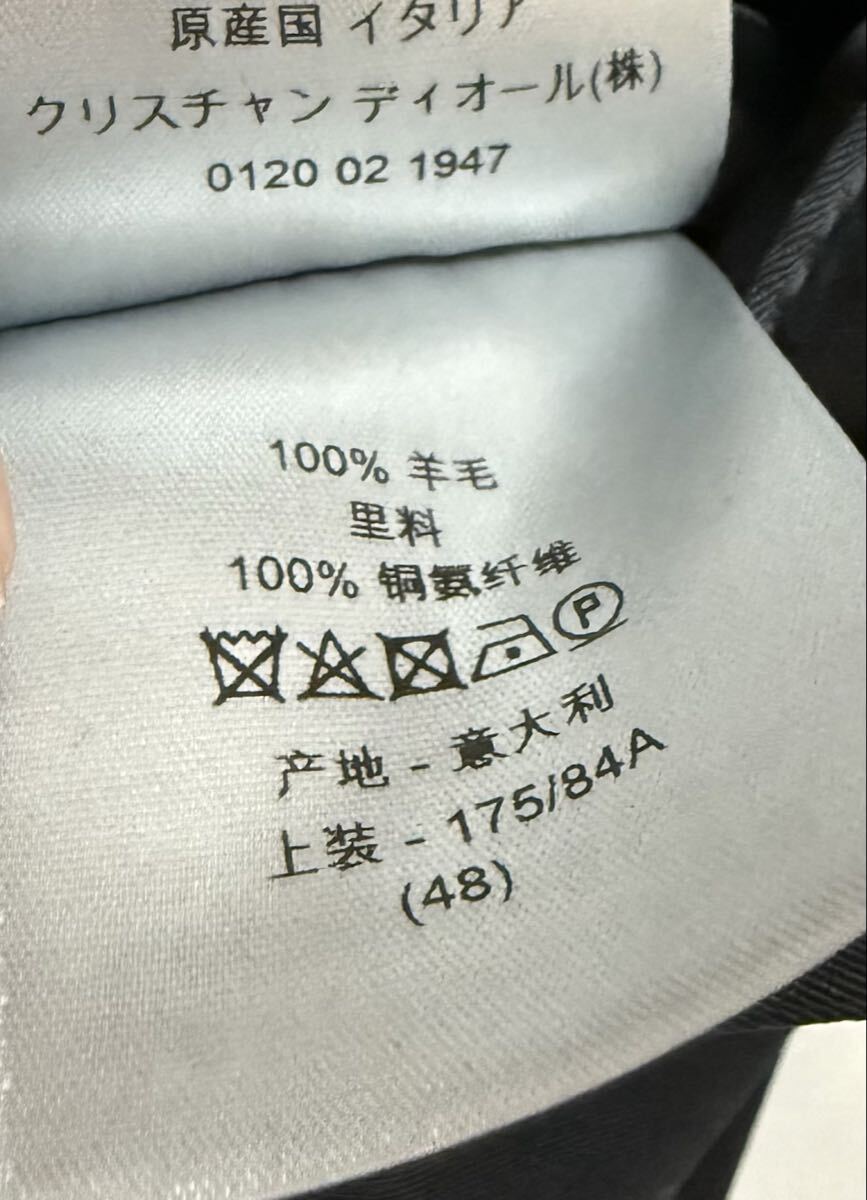 原産国 イタリア
クリスチャン ディオール(株)
0120 02 1947
100% 羊毛
里料
100% 铜氨纤维
P
产地 - 意大利
上装 - 175/84A
(48)